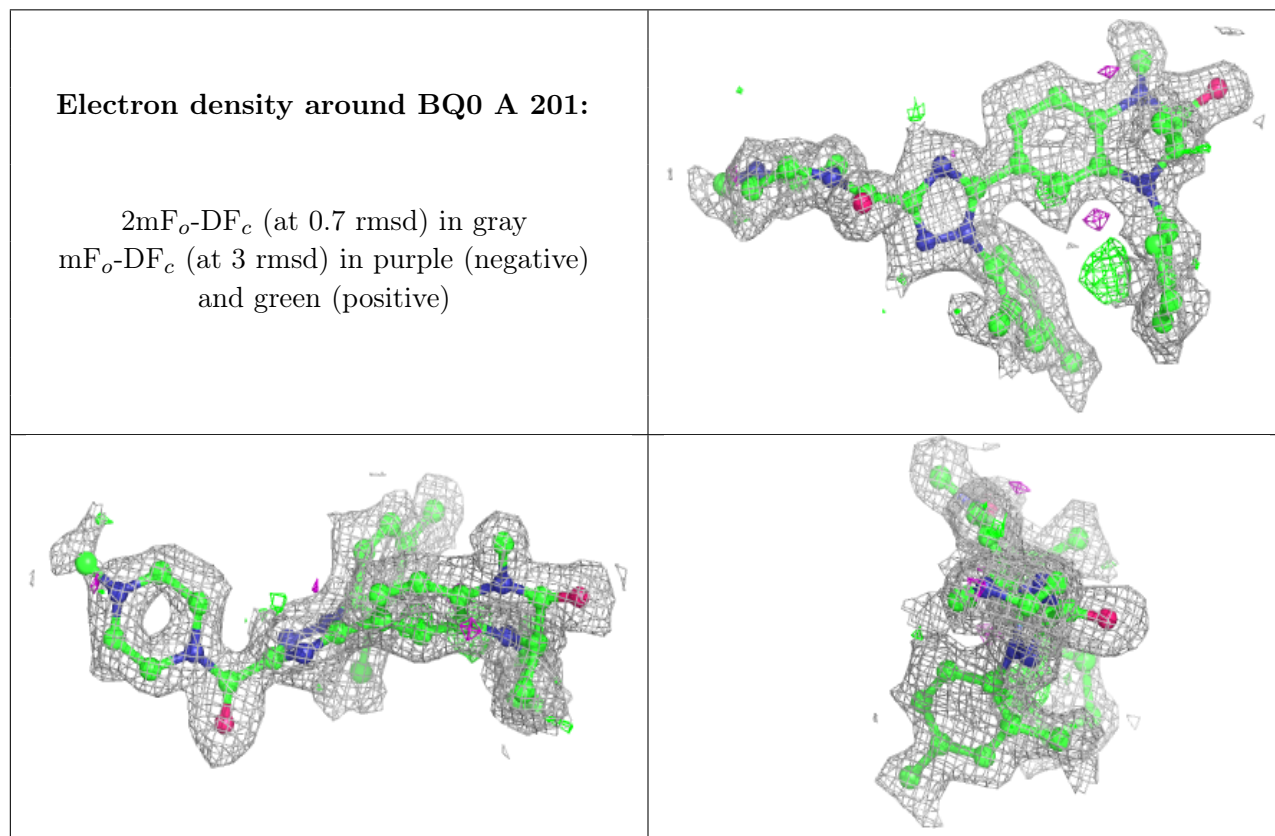 Electron density around BQ0 A 201:
2mFo-DFc (at 0.7 rmsd) in gray
mFo-DFc (at 3 rmsd) in purple (negative)
and green (positive)